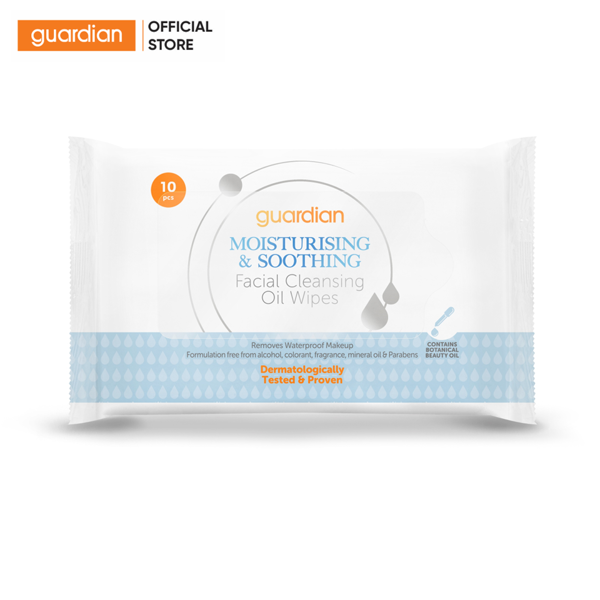 guardian
OFFICIAL
STORE
10
pcs
guardian
MOISTURISING
& SOOTHING
Facial Cleansing
Oil Wipes
Removes Waterproof Makeup
Formulation free from alcohol, colorant, fragrance, mineral oil & Parabens
Dermatologically
Tested & Proven
CONTAINS
BOTANICAL
BEAUTY OIL